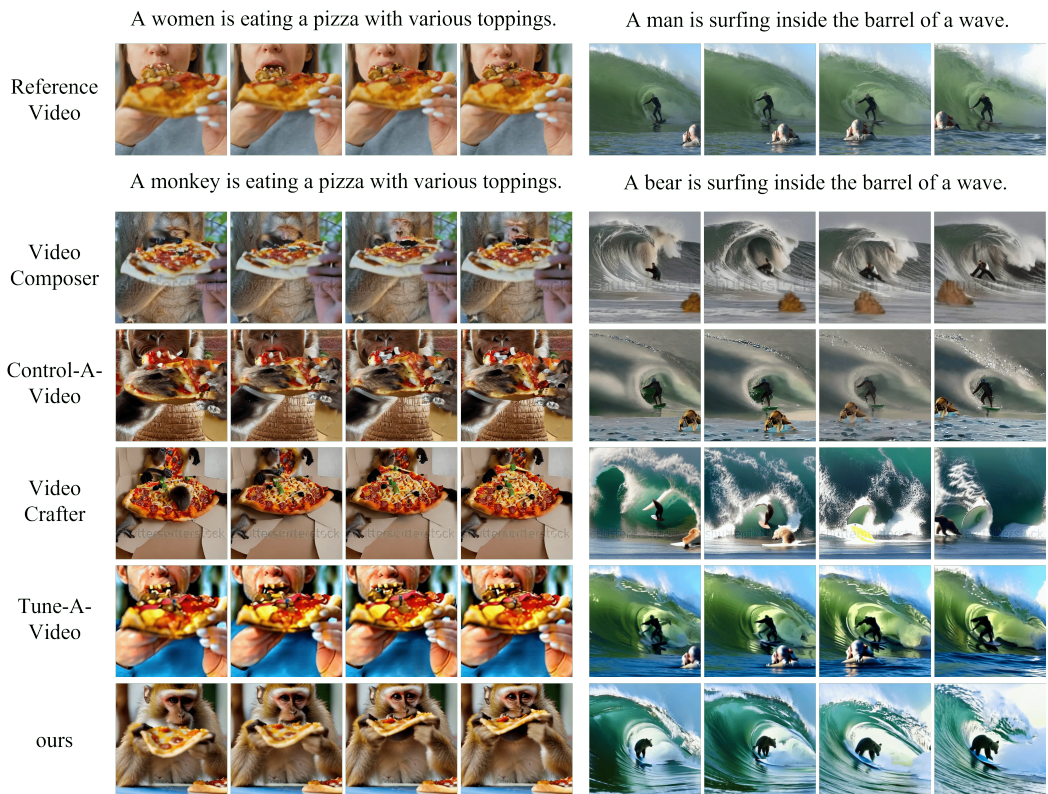 A women is eating a pizza with various toppings.
A man is surfing inside the barrel of a wave.
Reference
Video
A monkey is eating a pizza with various toppings.
A bear is surfing inside the barrel of a wave.
Video
Composer
Control-A-
Video
Video
Crafter
Tune-A-
Video
ours